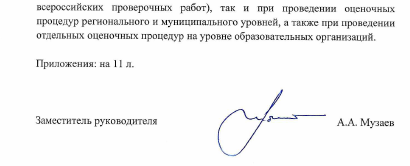 всероссийских проверочных работ), так и при проведении оценочных
процедур регионального и муниципального уровней, а также при проведении
отдельных оценочных процедур на уровне образовательных организаций.
Приложения: на 11 л.
Заместитель руководителя
А.А. Музаев